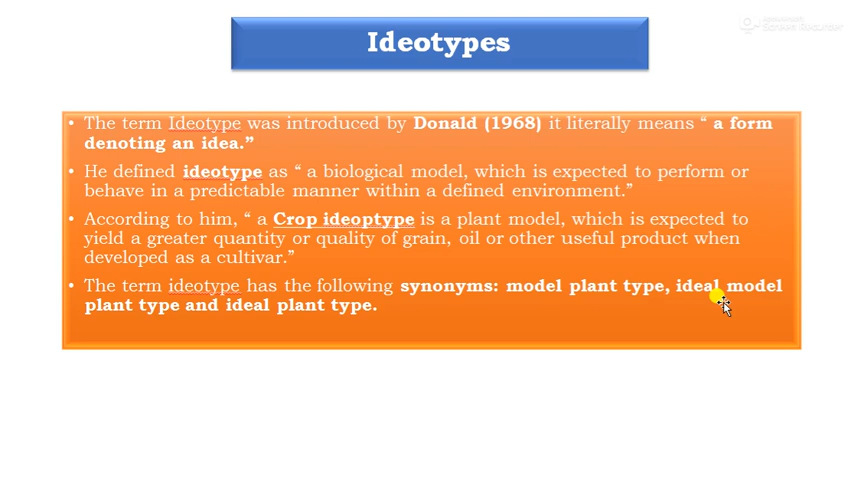 Ideotypes
Screen Recorder
• The term Ideotype was introduced by Donald (1968) it literally means “ a form
denoting an idea.”
• He defined ideotype as “ a biological model, which is expected to perform or
behave in a predictable manner within a defined environment.”
• According to him, “ a Crop ideoptype is a plant model, which is expected to
yield a greater quantity or quality of grain, oil or other useful product when
developed as a cultivar.”
• The term ideotype has the following synonyms: model plant type, ideal model
plant type and ideal plant type.